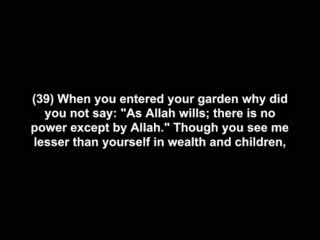 (39) When you entered your garden why did
you not say: "As Allah wills; there is no
power except by Allah." Though you see me
lesser than yourself in wealth and children,